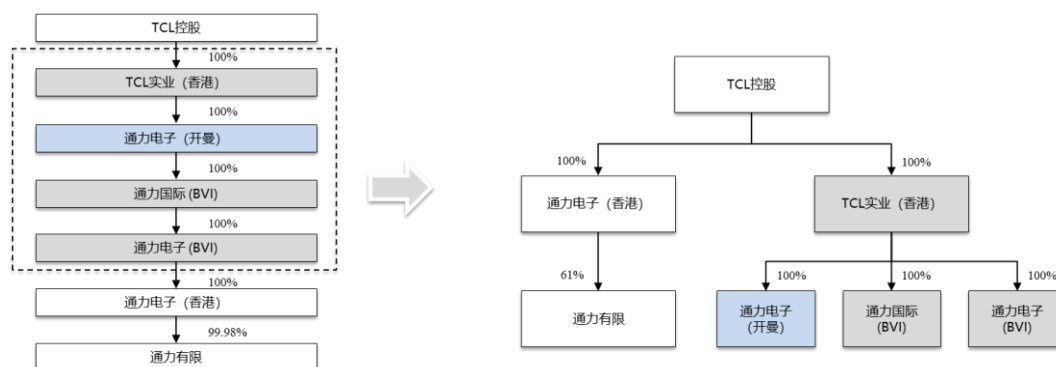 TCL控股
100%
TCL实业（香港）
100%
通力电子（开曼）
100%
通力国际(BVI)
100%
通力电子(BVI)
100%
通力电子（香港）
99.98%
通力有限
TCL控股
100%
100%
通力电子（香港）
TCL实业（香港）
61%
100%
100%
100%
通力有限
通力电子
（开曼）
通力国际
(BVI)
通力电子
(BVI)